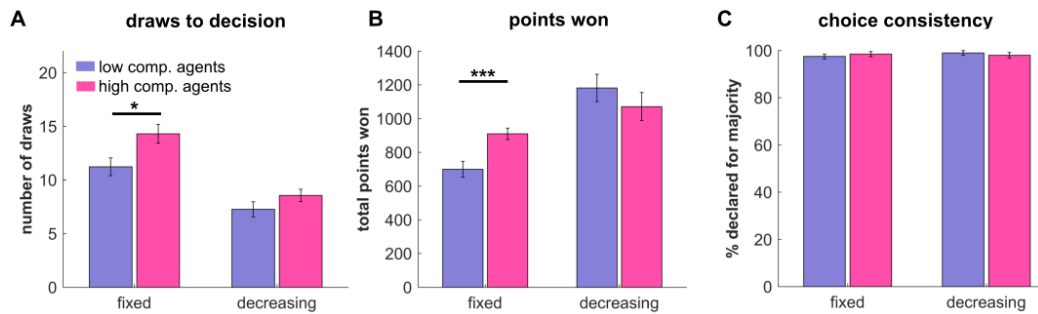 A
draws to decision
number of draws
20
15
10
5
0
low comp. agents
high comp. agents
*
fixed
decreasing
B
points won
total points won
1400
1200
1000
800
600
400
200
0
***
fixed
decreasing
C
choice consistency
% declared for majority
100
80
60
40
20
0
fixed
decreasing